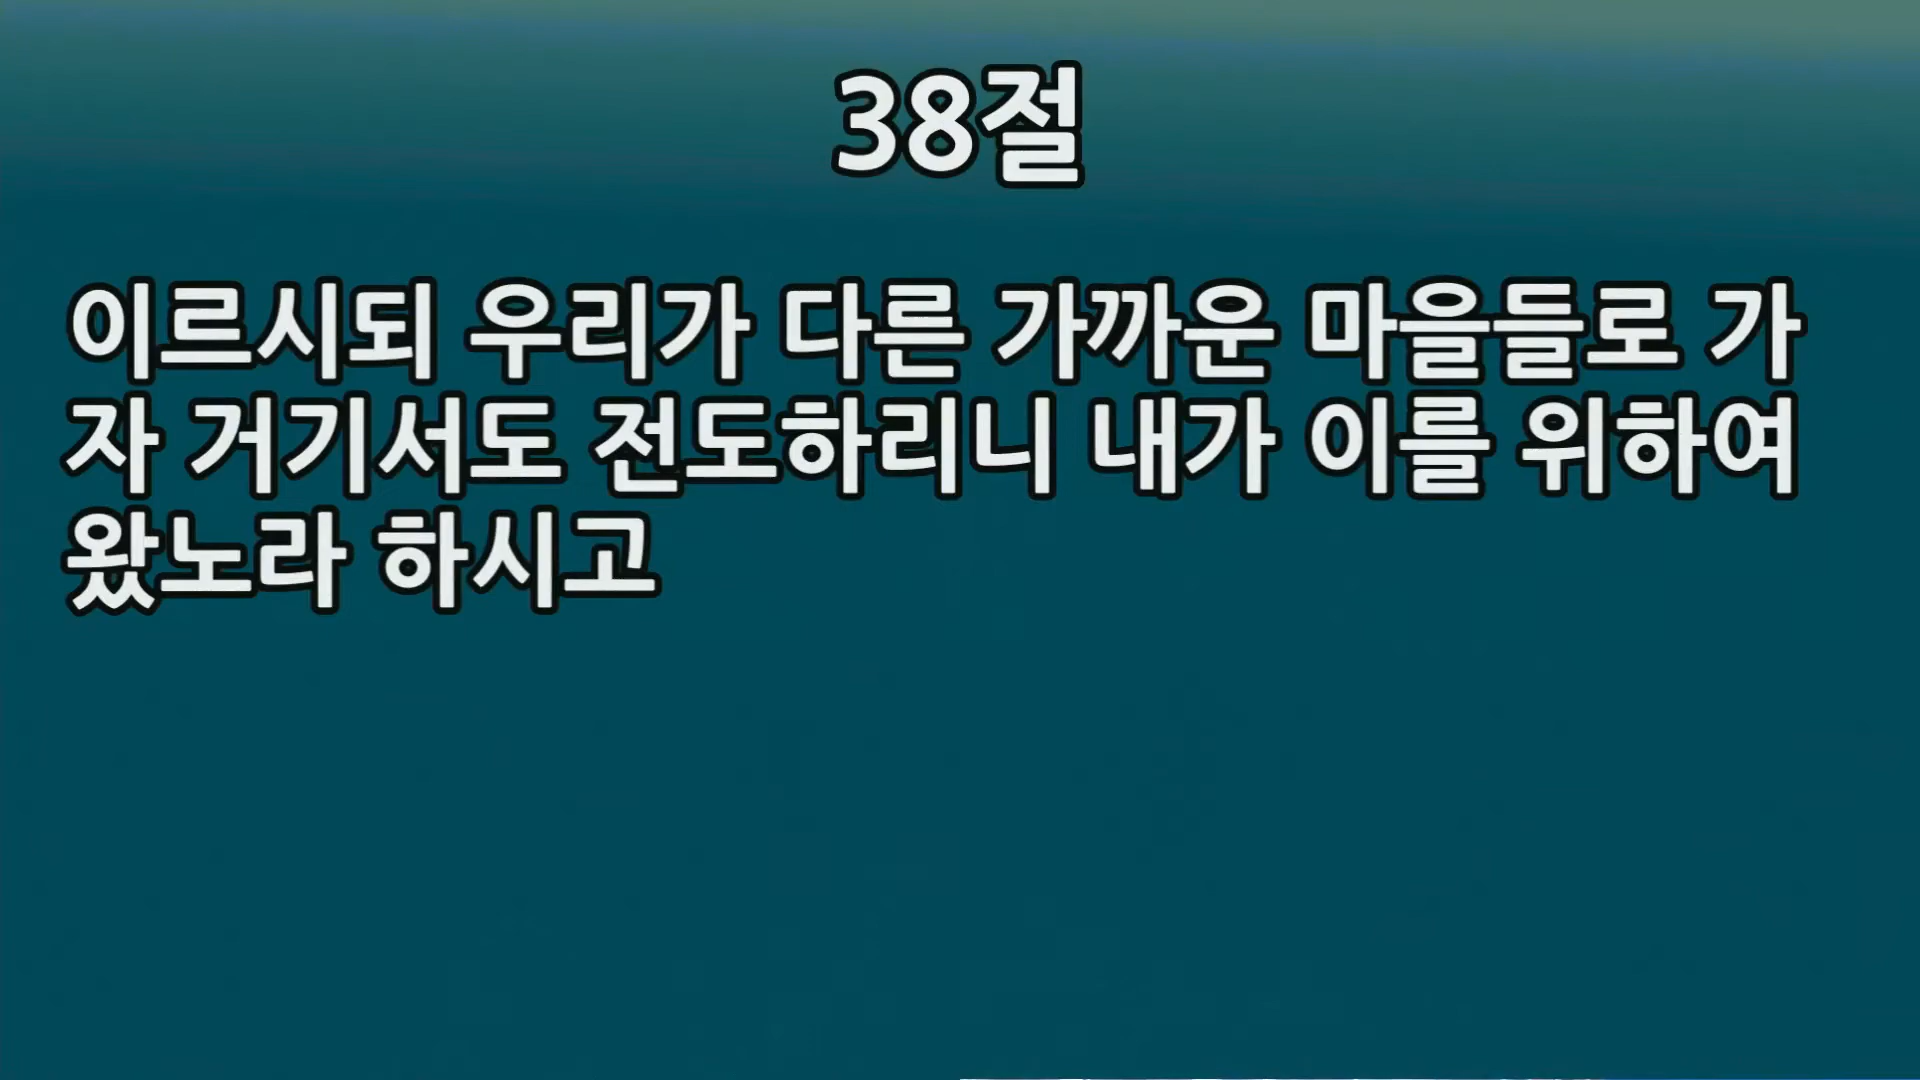 38절
이르시되 우리가 다른 가까운 마을들로 가
자 거기서도 전도하리니 내가 이를 위하여
왔노라 하시고